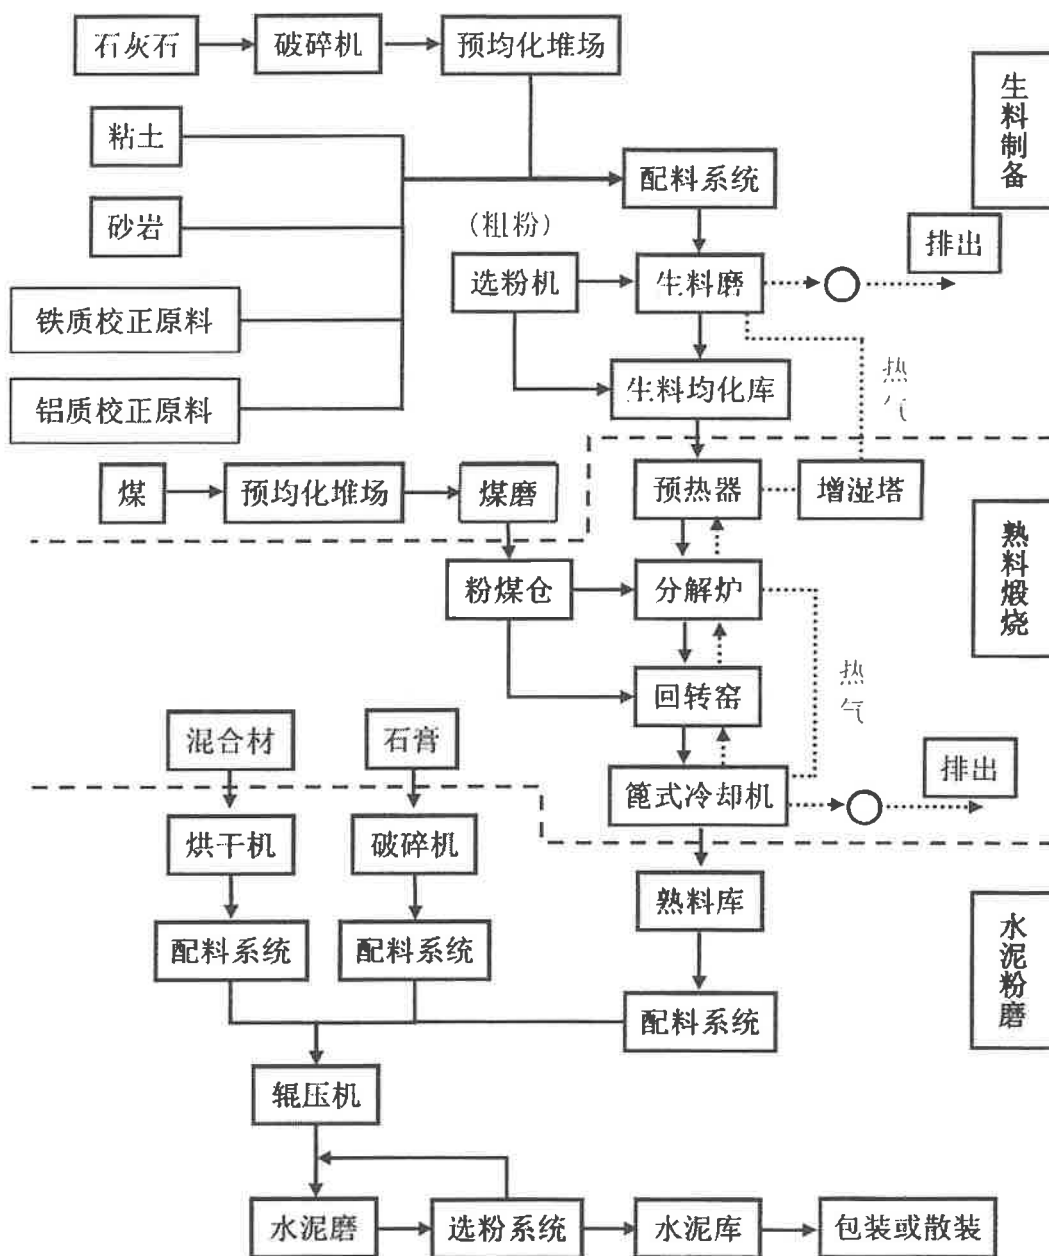 石灰石
破碎机
预均化堆场
生料制备
粘土
配料系统
砂岩
(粗粉)
排出
选粉机
生料磨
铁质校正原料
热气
生料均化库
铝质校正原料
煤
预均化堆场
煤磨
预热器
增湿塔
熟料煅烧
粉煤仓
分解炉
回转窑
热气
混合材
石膏
排出
篦式冷却机
烘干机
破碎机
熟料库
水泥粉磨
配料系统
配料系统
配料系统
辊压机
水泥磨
选粉系统
水泥库
包装或散装